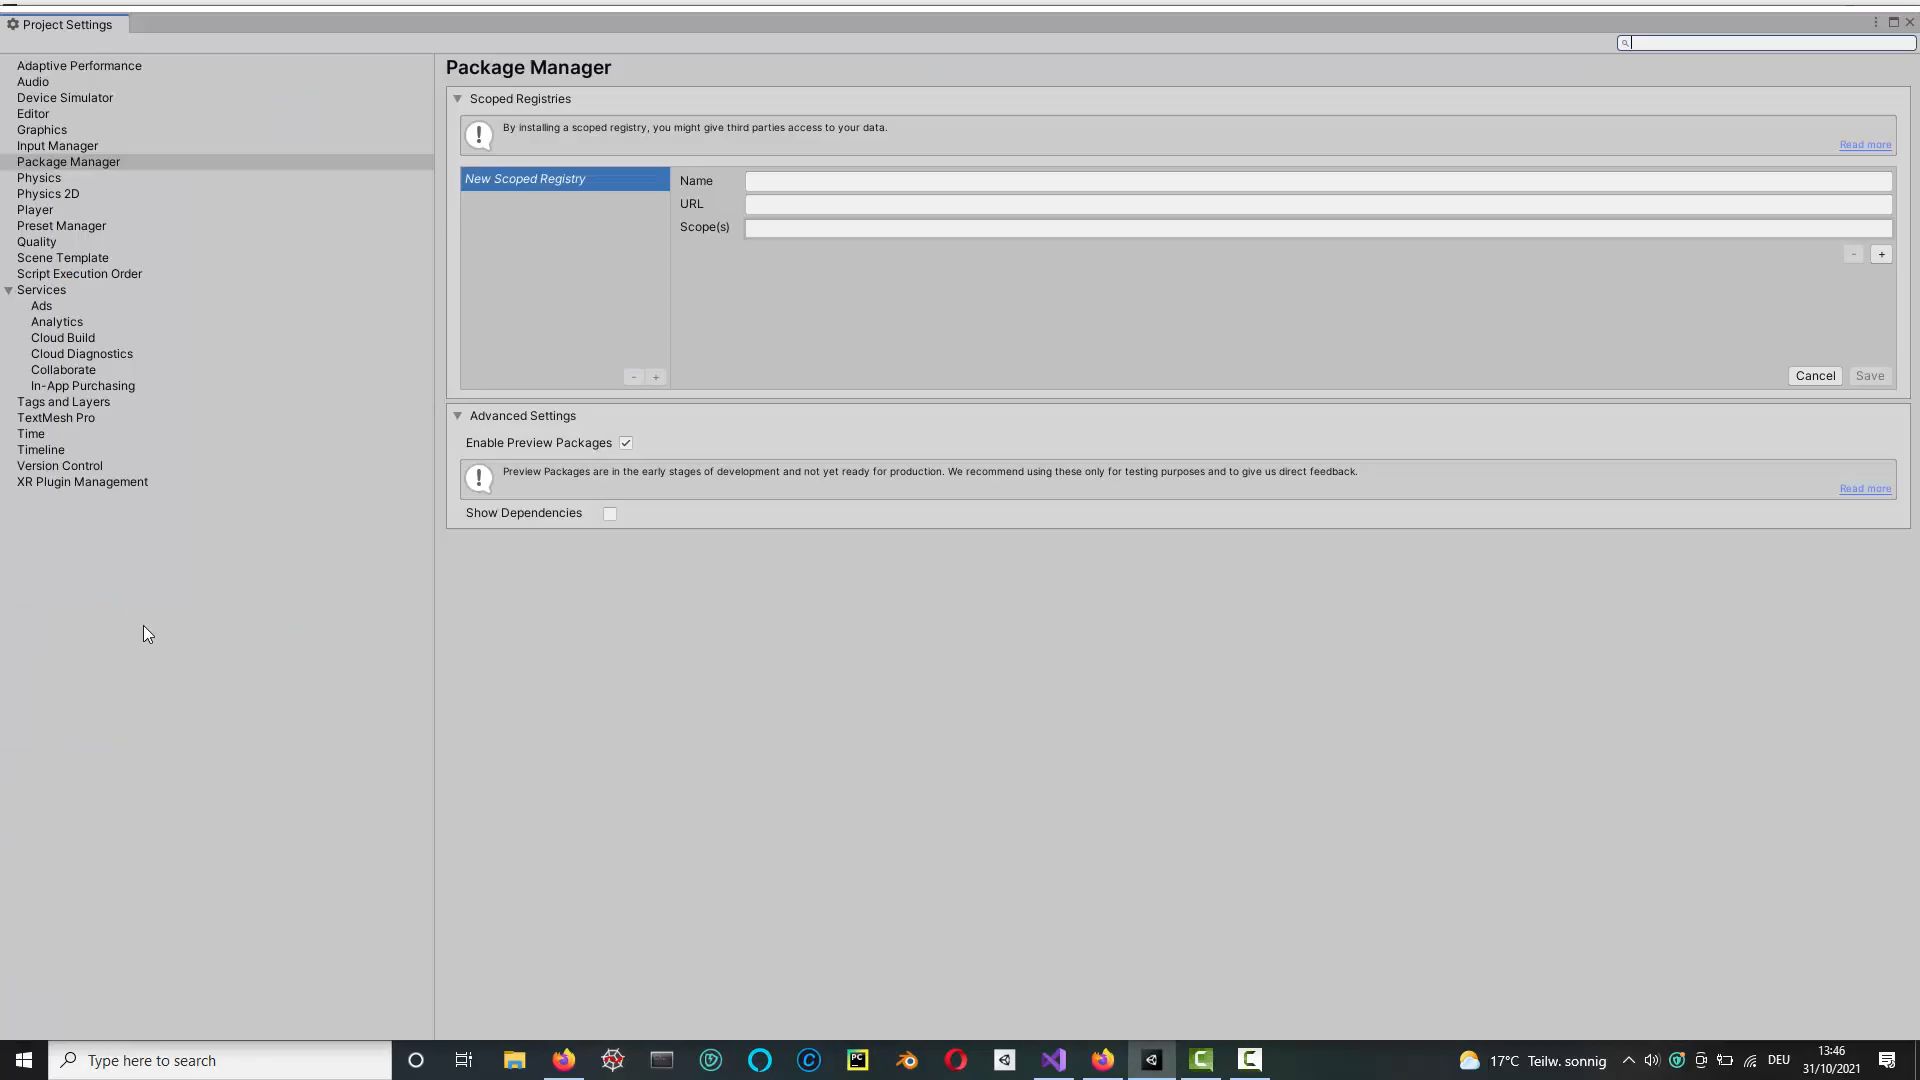 Project Settings
Adaptive Performance
Audio
Device Simulator
Editor
Graphics
Input Manager
Package Manager
Physics
Physics 2D
Player
Preset Manager
Quality
Scene Template
Script Execution Order
Services
Ads
Analytics
Cloud Build
Cloud Diagnostics
Collaborate
In-App Purchasing
Tags and Layers
TextMesh Pro
Time
Timeline
Version Control
XR Plugin Management
Package Manager
Scoped Registries
By installing a scoped registry, you might give third parties access to your data.
Read more
New Scoped Registry
Name
URL
Scope(s)
- +
- +
Cancel Save
Advanced Settings
Enable Preview Packages
Preview Packages are in the early stages of development and not yet ready for production. We recommend using these only for testing purposes and to give us direct feedback.
Read more
Show Dependencies
Type here to search
PC
17°C Teilw. sonnig
DEU
13:46
31/10/2021